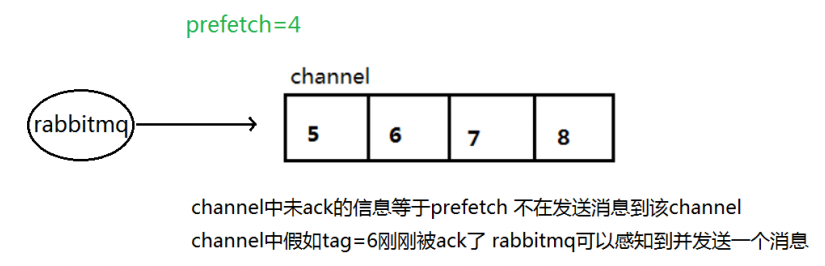 prefetch=4
channel
rabbitmq 5 6 7 8
channel中未ack的信息等于prefetch 不在发送消息到该channel
channel中假如tag=6刚刚被ack了 rabbitmq可以感知到并发送一个消息